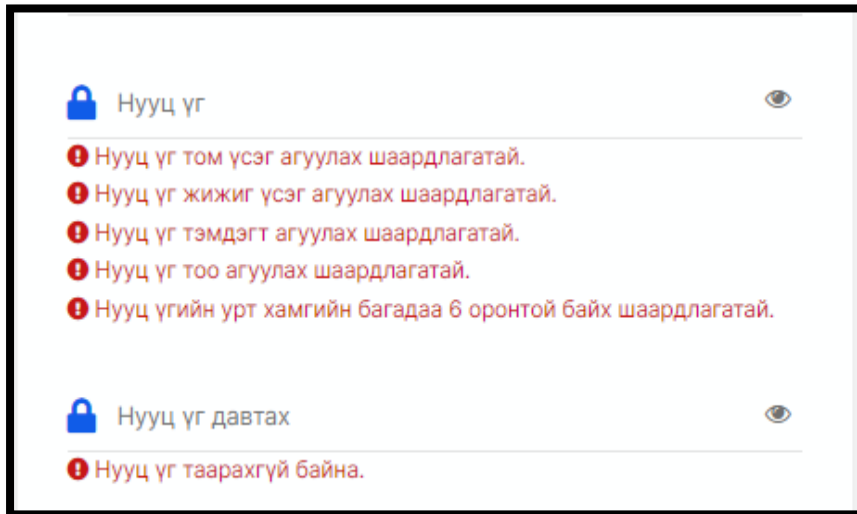 Нууц үг
Нууц үг том үсэг агуулах шаардлагатай.
Нууц үг жижиг үсэг агуулах шаардлагатай.
Нууц үг тэмдэгт агуулах шаардлагатай.
Нууц үг тоо агуулах шаардлагатай.
Нууц үгийн урт хамгийн багадаа 6 оронтой байх шаардлагатай.
Нууц үг давтах
Нууц үг таарахгүй байна.